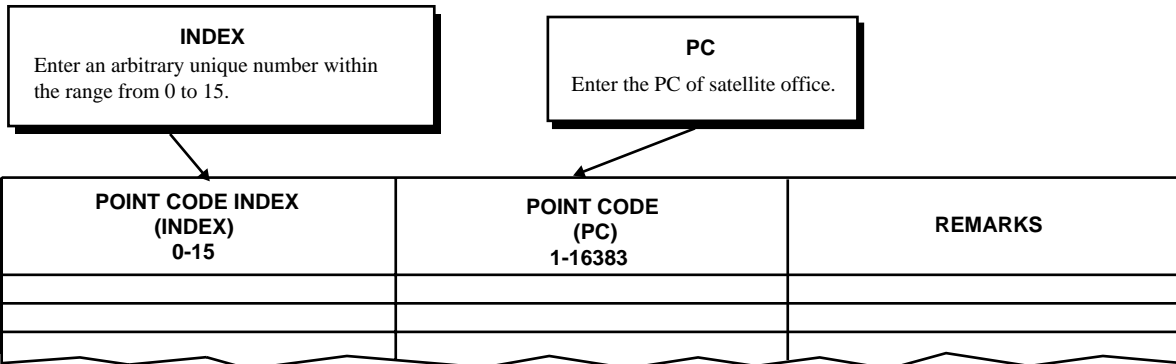 INDEX
Enter an arbitrary unique number within
the range from 0 to 15.
PC
Enter the PC of satellite office.
POINT CODE INDEX
(INDEX)
0-15
POINT CODE
(PC)
1-16383
REMARKS